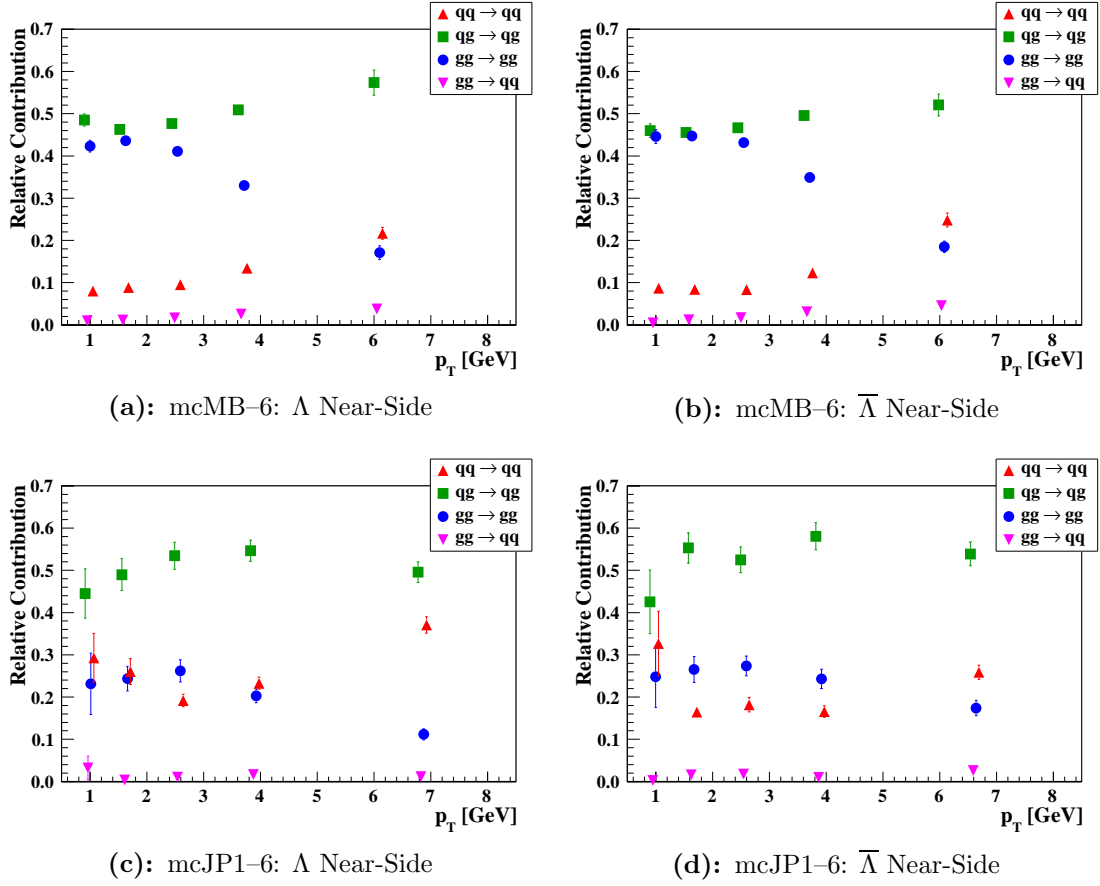 qq → qq
qg → qg
gg → gg
gg → qq
Relative Contribution
0.7
0.6
0.5
0.4
0.3
0.2
0.1
0.0
1 2 3 4 5 6 7 8
p_T [GeV]
(a): mcMB–6: Λ Near-Side
qq → qq
qg → qg
gg → gg
gg → qq
Relative Contribution
0.7
0.6
0.5
0.4
0.3
0.2
0.1
0.0
1 2 3 4 5 6 7 8
p_T [GeV]
(b): mcMB–6: Λ̅ Near-Side
qq → qq
qg → qg
gg → gg
gg → qq
Relative Contribution
0.7
0.6
0.5
0.4
0.3
0.2
0.1
0.0
1 2 3 4 5 6 7 8
p_T [GeV]
(c): mcJP1–6: Λ Near-Side
qq → qq
qg → qg
gg → gg
gg → qq
Relative Contribution
0.7
0.6
0.5
0.4
0.3
0.2
0.1
0.0
1 2 3 4 5 6 7 8
p_T [GeV]
(d): mcJP1–6: Λ̅ Near-Side